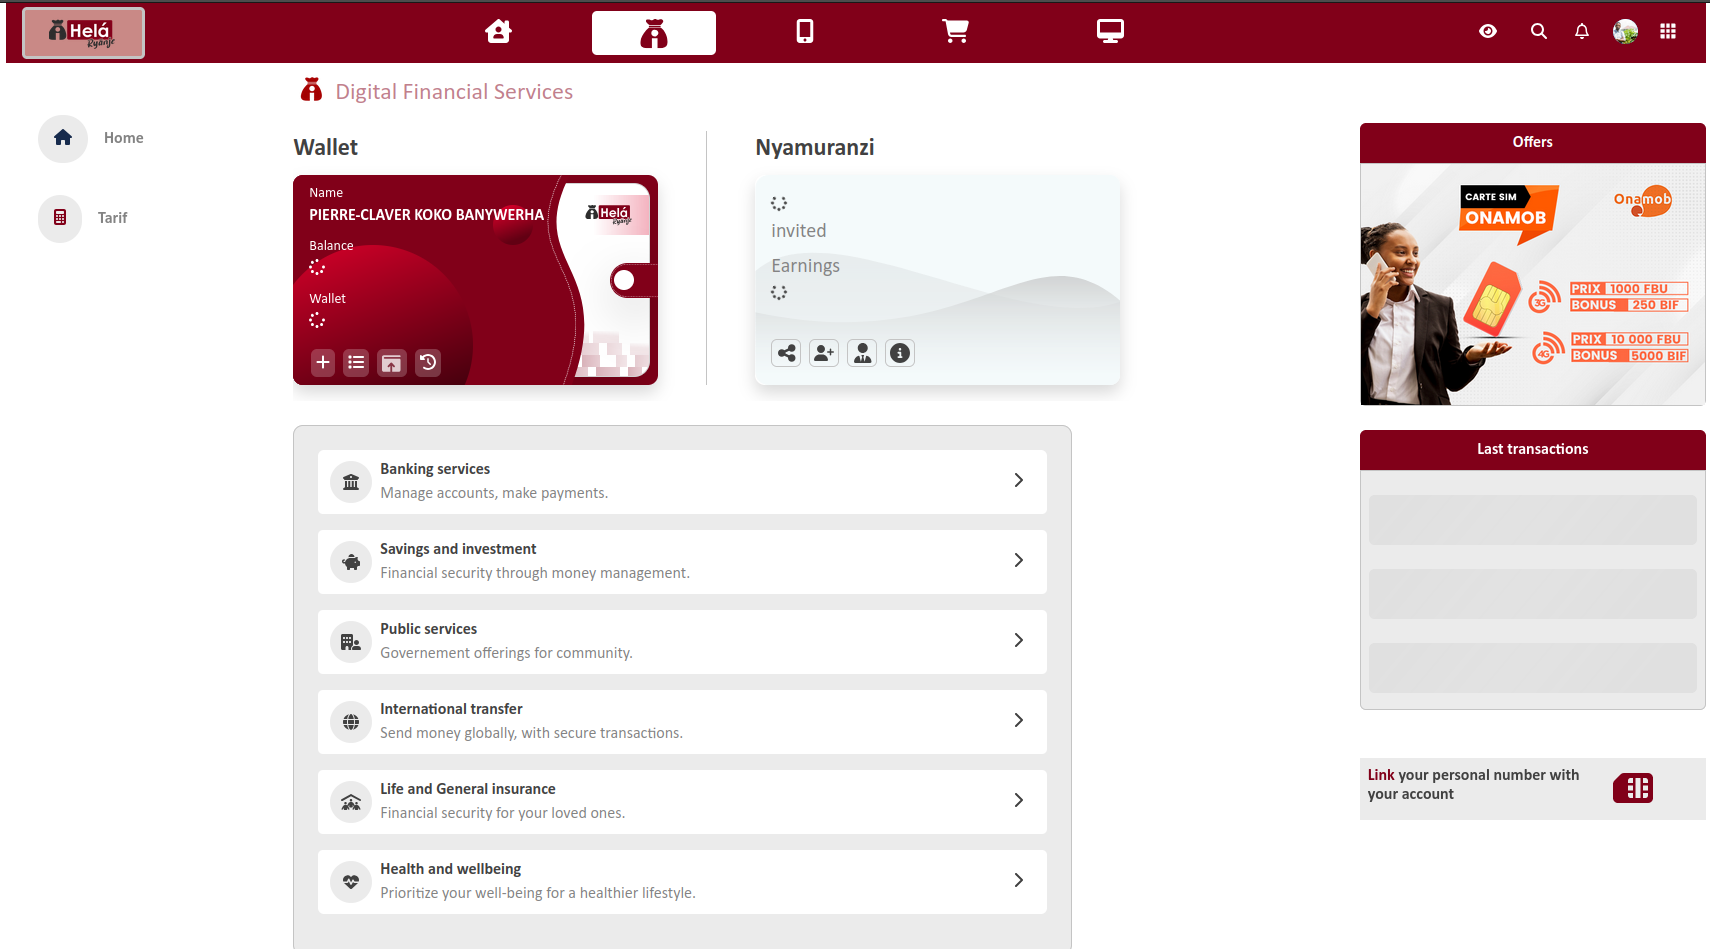 Helá
Ryanje
Digital Financial Services
Home
Tarif
Wallet
Name
PIERRE-CLAVER KOKO BANYWERHA
Helá
Ryanje
Balance
Wallet
Nyamuranzi
invited
Earnings
Banking services
Manage accounts, make payments.
Savings and investment
Financial security through money management.
Public services
Governement offerings for community.
International transfer
Send money globally, with secure transactions.
Life and General insurance
Financial security for your loved ones.
Health and wellbeing
Prioritize your well-being for a healthier lifestyle.
Offers
CARTE SIM
ONAMOB
Onamob
3G
PRIX 1000 FBU
BONUS 250 BIF
4G
PRIX 10 000 FBU
BONUS 5000 BIF
Last transactions
Link your personal number with
your account